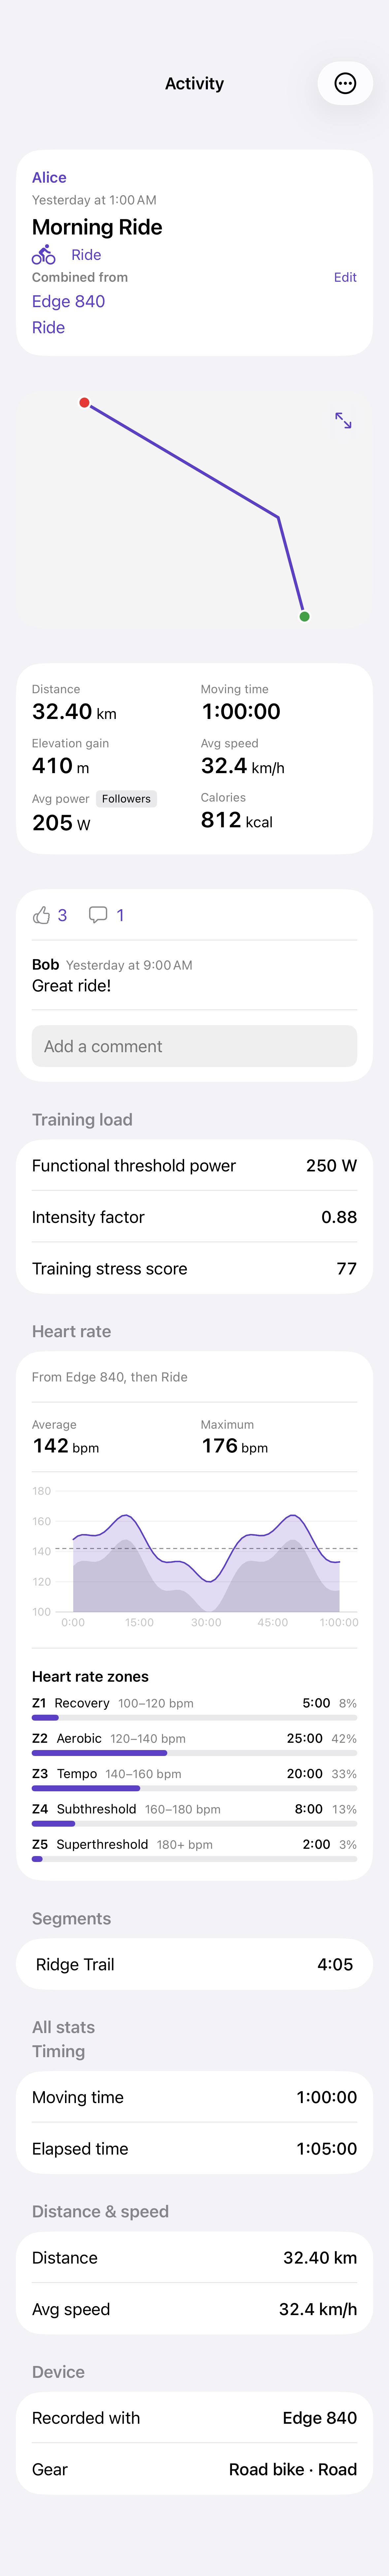 Activity
Alice
Yesterday at 1:00 AM
Morning Ride
Ride
Combined from Edit
Edge 840
Ride
Distance Moving time
32.40 km 1:00:00
Elevation gain Avg speed
410 m 32.4 km/h
Avg power Followers Calories
205 W 812 kcal
3 1
Bob Yesterday at 9:00 AM
Great ride!
Add a comment
Training load
Functional threshold power 250 W
Intensity factor 0.88
Training stress score 77
Heart rate
From Edge 840, then Ride
Average Maximum
142 bpm 176 bpm
180
160
140
120
100
0:00 15:00 30:00 45:00 1:00:00
Heart rate zones
Z1 Recovery 100–120 bpm 5:00 8%
Z2 Aerobic 120–140 bpm 25:00 42%
Z3 Tempo 140–160 bpm 20:00 33%
Z4 Subthreshold 160–180 bpm 8:00 13%
Z5 Superthreshold 180+ bpm 2:00 3%
Segments
Ridge Trail 4:05
All stats
Timing
Moving time 1:00:00
Elapsed time 1:05:00
Distance & speed
Distance 32.40 km
Avg speed 32.4 km/h
Device
Recorded with Edge 840
Gear Road bike · Road